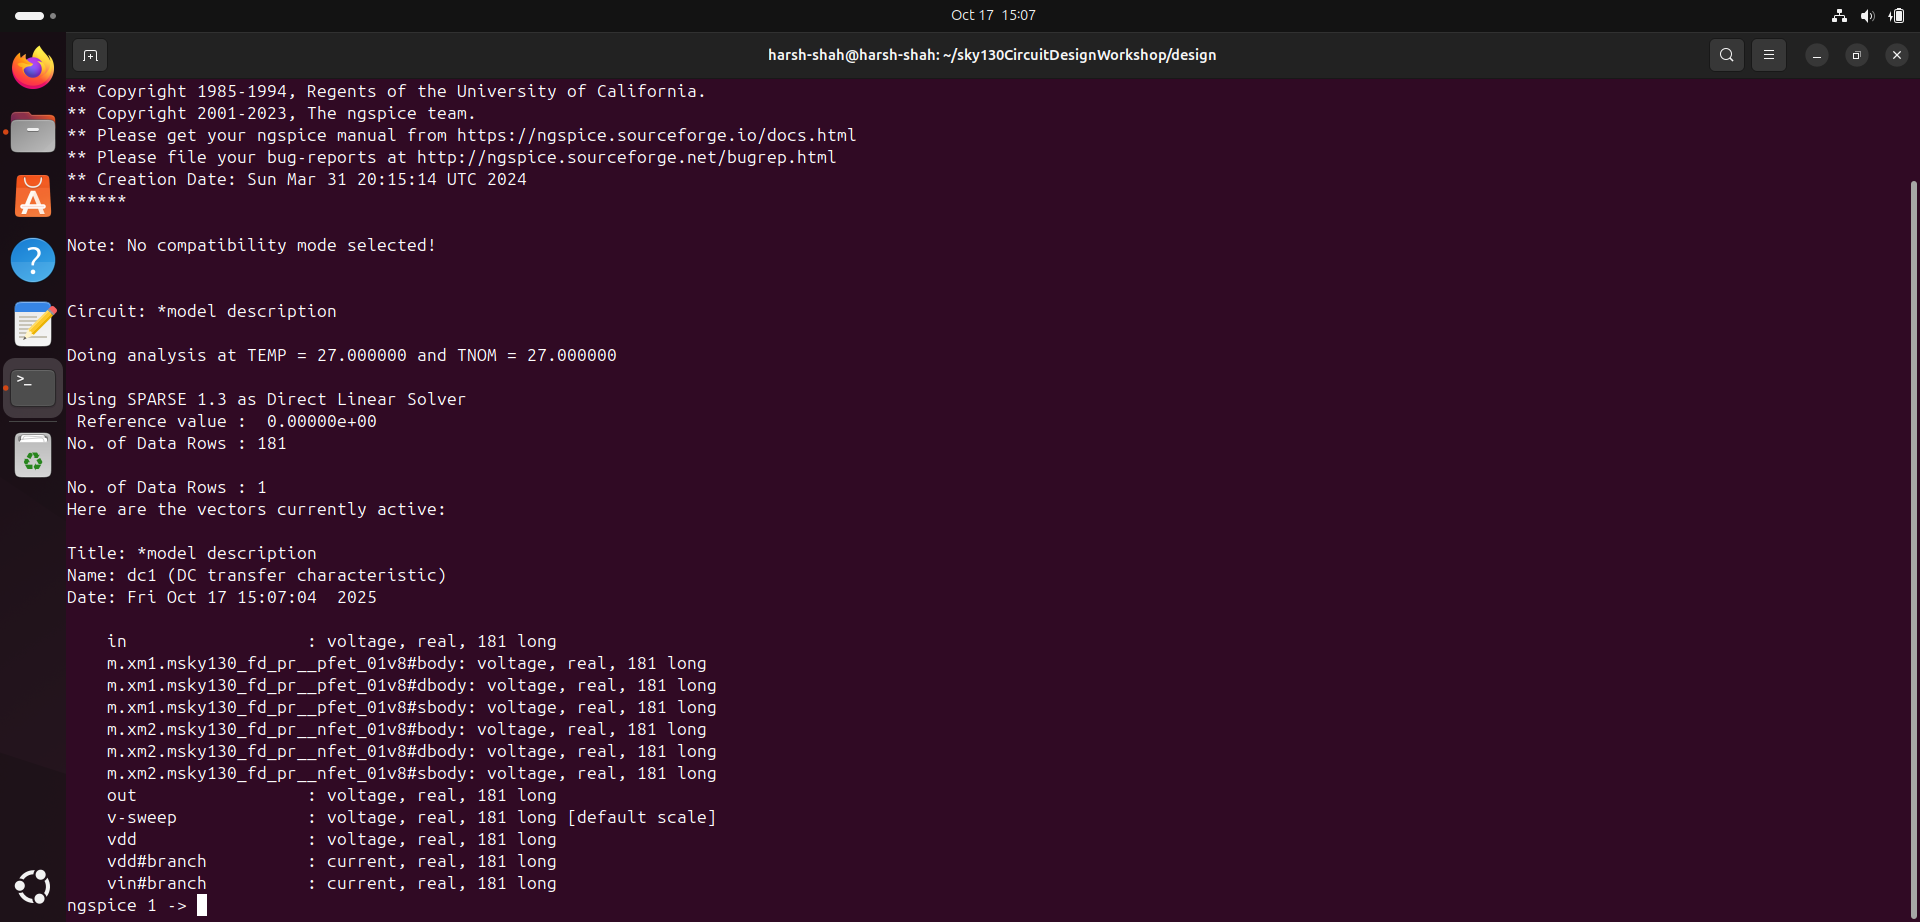 Oct 17 15:07
harsh-shah@harsh-shah: ~/sky130CircuitDesignWorkshop/design
** Copyright 1985-1994, Regents of the University of California.
** Copyright 2001-2023, The ngspice team.
** Please get your ngspice manual from https://ngspice.sourceforge.io/docs.html
** Please file your bug-reports at http://ngspice.sourceforge.net/bugrep.html
** Creation Date: Sun Mar 31 20:15:14 UTC 2024
******
Note: No compatibility mode selected!
Circuit: *model description
Doing analysis at TEMP = 27.000000 and TNOM = 27.000000
Using SPARSE 1.3 as Direct Linear Solver
Reference value :  0.00000e+00
No. of Data Rows : 181
No. of Data Rows : 1
Here are the vectors currently active:
Title: *model description
Name: dc1 (DC transfer characteristic)
Date: Fri Oct 17 15:07:04  2025
in                  : voltage, real, 181 long
m.xm1.msky130_fd_pr__pfet_01v8#body: voltage, real, 181 long
m.xm1.msky130_fd_pr__pfet_01v8#dbody: voltage, real, 181 long
m.xm1.msky130_fd_pr__pfet_01v8#sbody: voltage, real, 181 long
m.xm2.msky130_fd_pr__nfet_01v8#body: voltage, real, 181 long
m.xm2.msky130_fd_pr__nfet_01v8#dbody: voltage, real, 181 long
m.xm2.msky130_fd_pr__nfet_01v8#sbody: voltage, real, 181 long
out                 : voltage, real, 181 long
v-sweep             : voltage, real, 181 long [default scale]
vdd                 : voltage, real, 181 long
vdd#branch          : current, real, 181 long
vin#branch          : current, real, 181 long
ngspice 1 ->